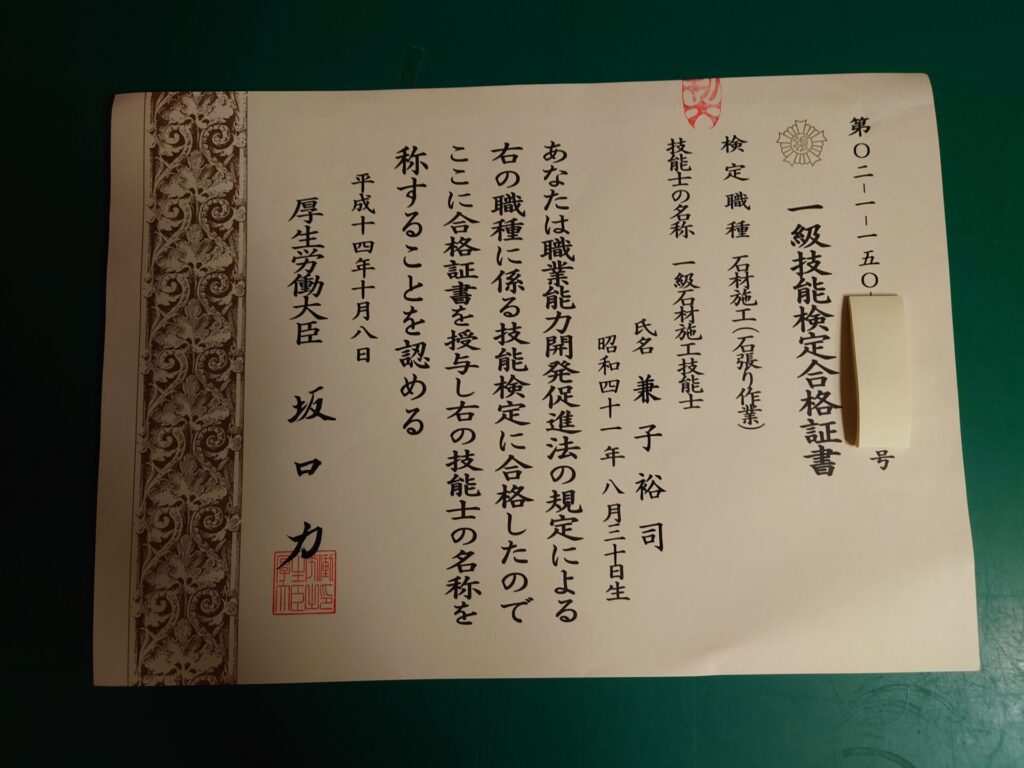 第〇二－一－一五〇 号
一級技能検定合格証書
検定職種 石材施工(石張り作業)
技能士の名称 一級石材施工技能士
氏名 兼子裕司
昭和四十一年八月三十日生
あなたは職業能力開発促進法の規定による
右の職種に係る技能検定に合格したので
ここに合格証書を授与し右の技能士の名称を
称することを認める
平成十四年十月八日
厚生労働大臣 坂口力